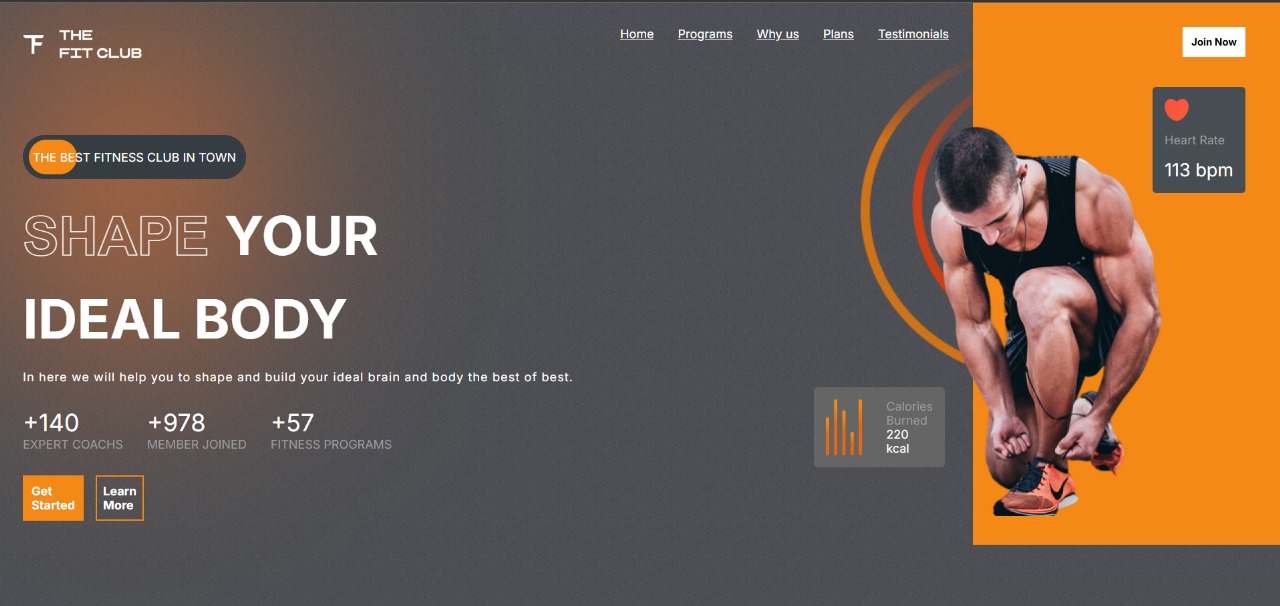 THE
FIT CLUB
Home Programs Why us Plans Testimonials
Join Now
Heart Rate
113 bpm
THE BEST FITNESS CLUB IN TOWN
SHAPE YOUR
IDEAL BODY
In here we will help you to shape and build your ideal brain and body the best of best.
+140 +978 +57
EXPERT COACHS MEMBER JOINED FITNESS PROGRAMS
Get
Started
Learn
More
Calories
Burned
220
kcal